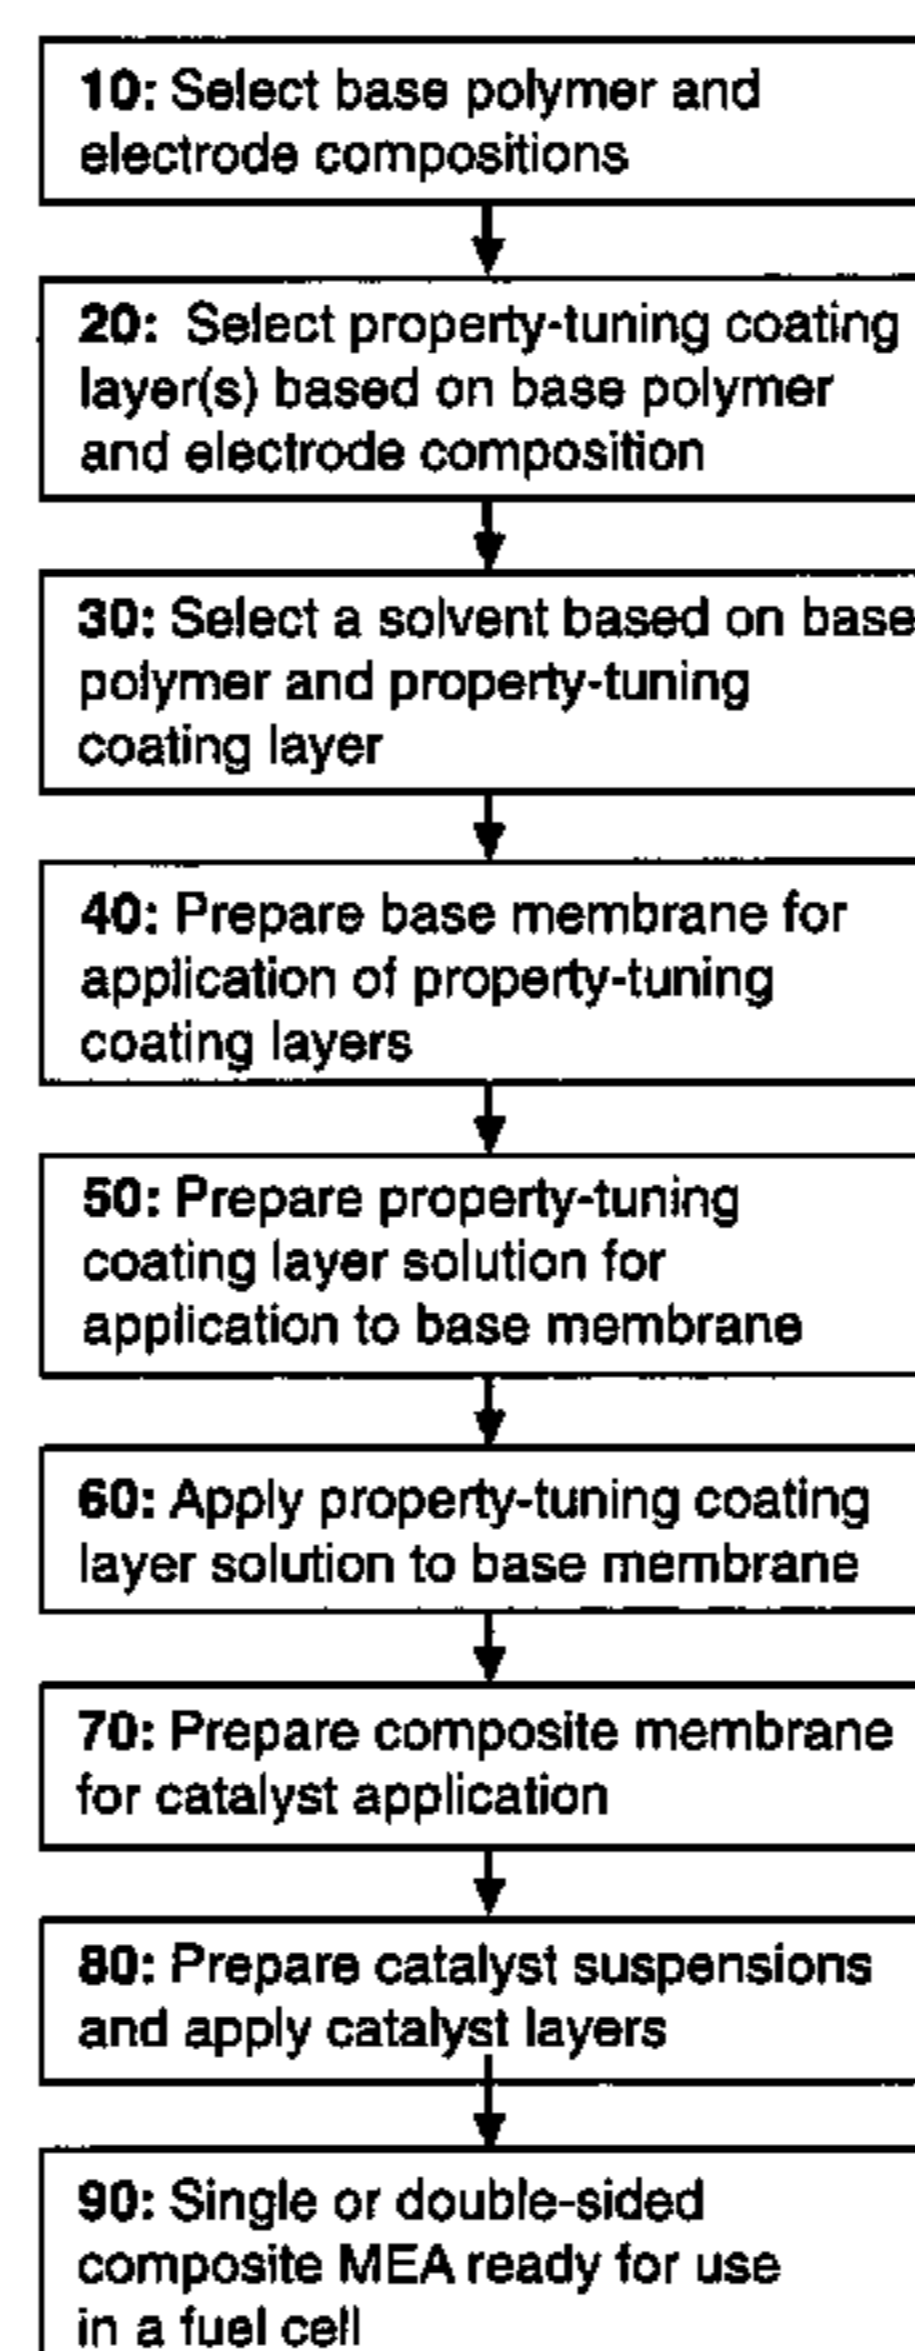 10: Select base polymer and
electrode compositions
20: Select property-tuning coating
layer(s) based on base polymer
and electrode composition
30: Select a solvent based on base
polymer and property-tuning
coating layer
40: Prepare base membrane for
application of property-tuning
coating layers
50: Prepare property-tuning
coating layer solution for
application to base membrane
60: Apply property-tuning coating
layer solution to base membrane
70: Prepare composite membrane
for catalyst application
80: Prepare catalyst suspensions
and apply catalyst layers
90: Single or double-sided
composite MEA ready for use
in a fuel cell